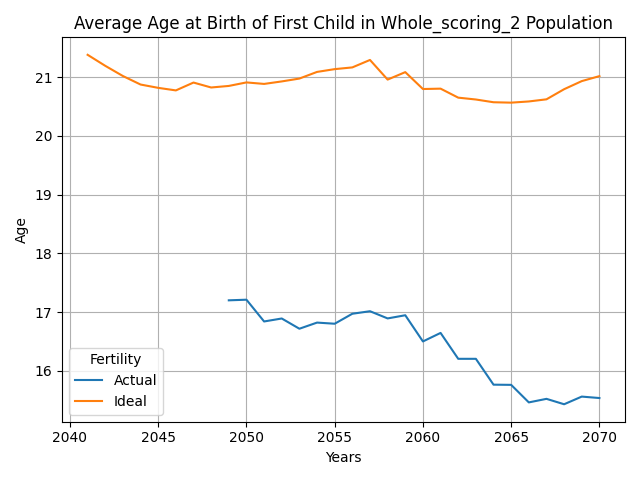 Average Age at Birth of First Child in Whole_scoring_2 Population
Age
21
20
19
18
17
16
Fertility
Actual
Ideal
2040 2045 2050 2055 2060 2065 2070
Years